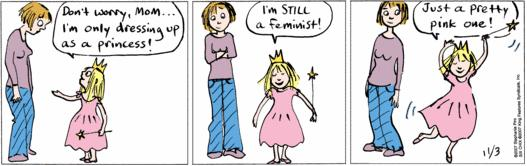 Don't worry, Mom...
I'm only dressing up
as a princess!
I'm STILL
a feminist!
Just a pretty
pink one!
11/3